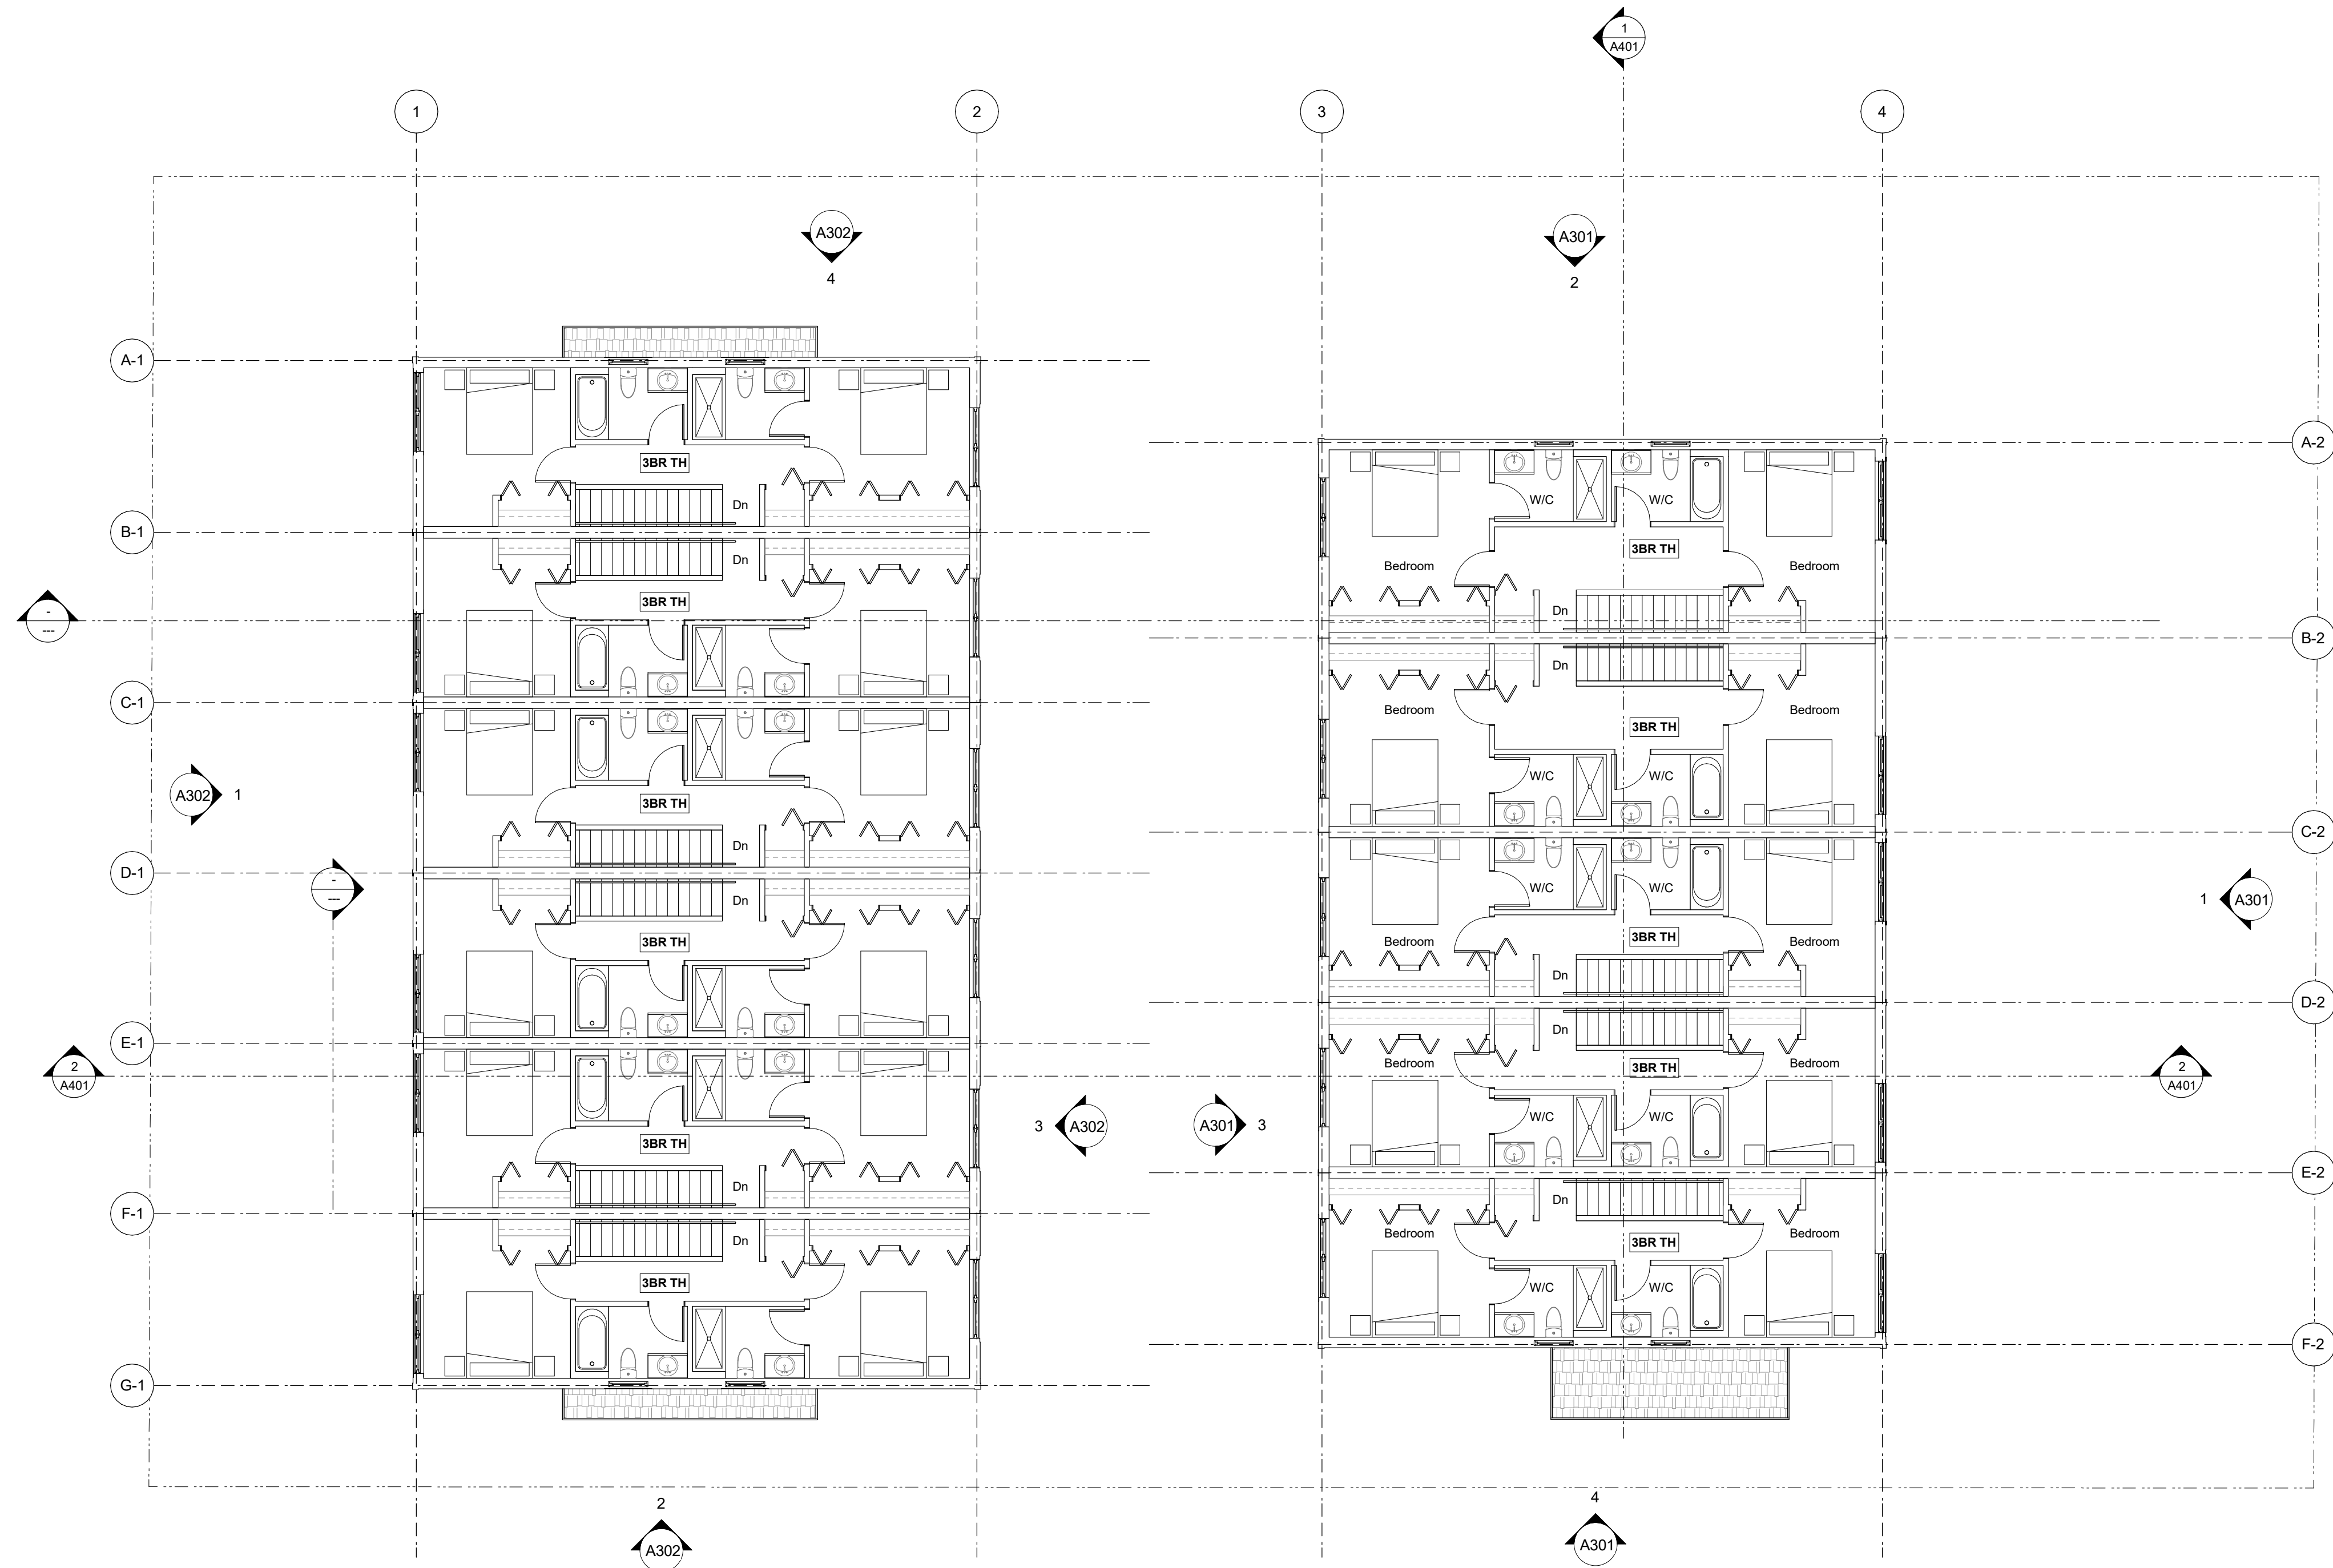 1
A401
1
2
3
4
A302
4
A301
2
A-1
3BR TH
Dn
B-1
Dn
3BR TH
-
---
C-1
3BR TH
Dn
A302
1
D-1
-
---
Dn
3BR TH
E-1
2
A401
3BR TH
Dn
3
A302
F-1
Dn
3BR TH
G-1
2
A302
A-2
W/C
W/C
3BR TH
Bedroom
Bedroom
Dn
B-2
Dn
Bedroom
Bedroom
3BR TH
W/C
W/C
C-2
W/C
W/C
3BR TH
Bedroom
Bedroom
1
A301
Dn
D-2
Dn
Bedroom
3BR TH
Bedroom
2
A401
A301
3
W/C
W/C
E-2
Dn
Bedroom
3BR TH
Bedroom
W/C
W/C
F-2
4
A301